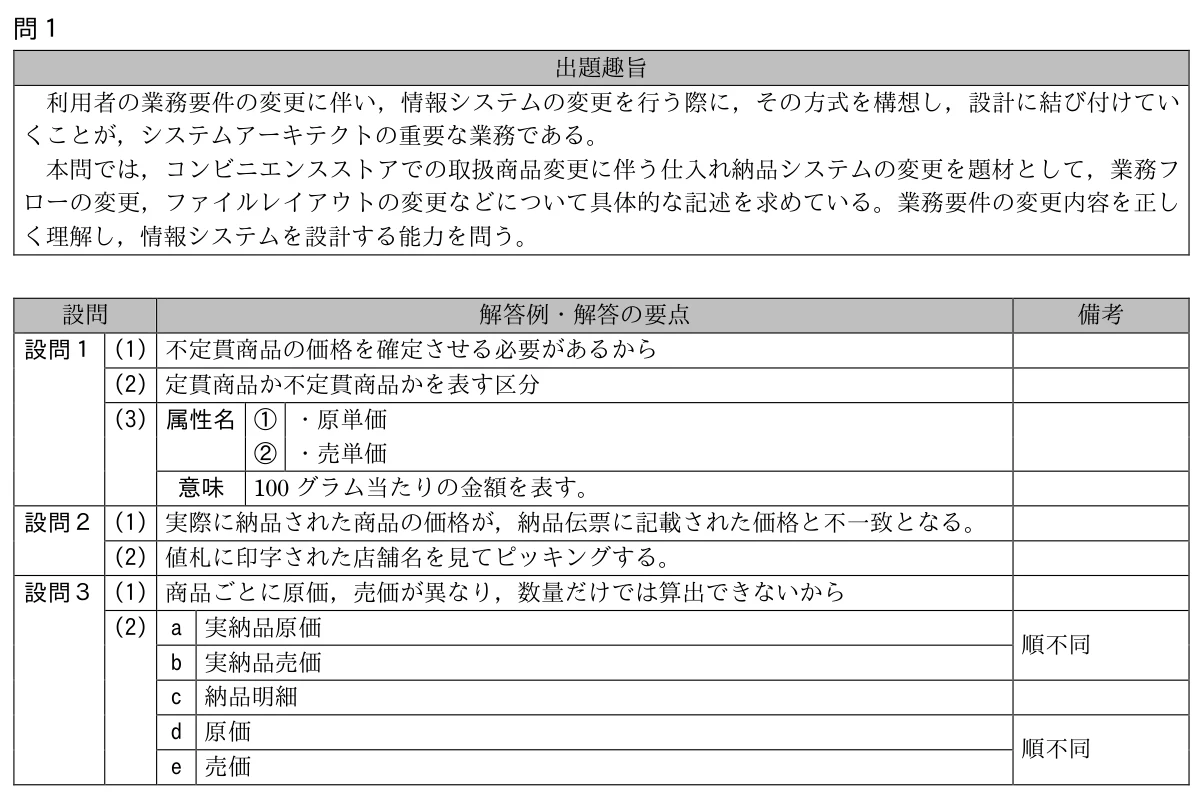 問1
出題趣旨
利用者の業務要件の変更に伴い，情報システムの変更を行う際に，その方式を構想し，設計に結び付けてい
くことが，システムアーキテクトの重要な業務である。
本問では，コンビニエンスストアでの取扱商品変更に伴う仕入れ納品システムの変更を題材として，業務フ
ローの変更，ファイルレイアウトの変更などについて具体的な記述を求めている。業務要件の変更内容を正し
く理解し，情報システムを設計する能力を問う。
設問 解答例・解答の要点 備考
設問1 (1) 不定貫商品の価格を確定させる必要があるから
(2) 定貫商品か不定貫商品かを表す区分
(3) 属性名 ① ・原単価
② ・売単価
意味 100 グラム当たりの金額を表す。
設問2 (1) 実際に納品された商品の価格が，納品伝票に記載された価格と不一致となる。
(2) 値札に印字された店舗名を見てピッキングする。
設問3 (1) 商品ごとに原価，売価が異なり，数量だけでは算出できないから
(2) a 実納品原価 順不同
b 実納品売価
c 納品明細
d 原価 順不同
e 売価